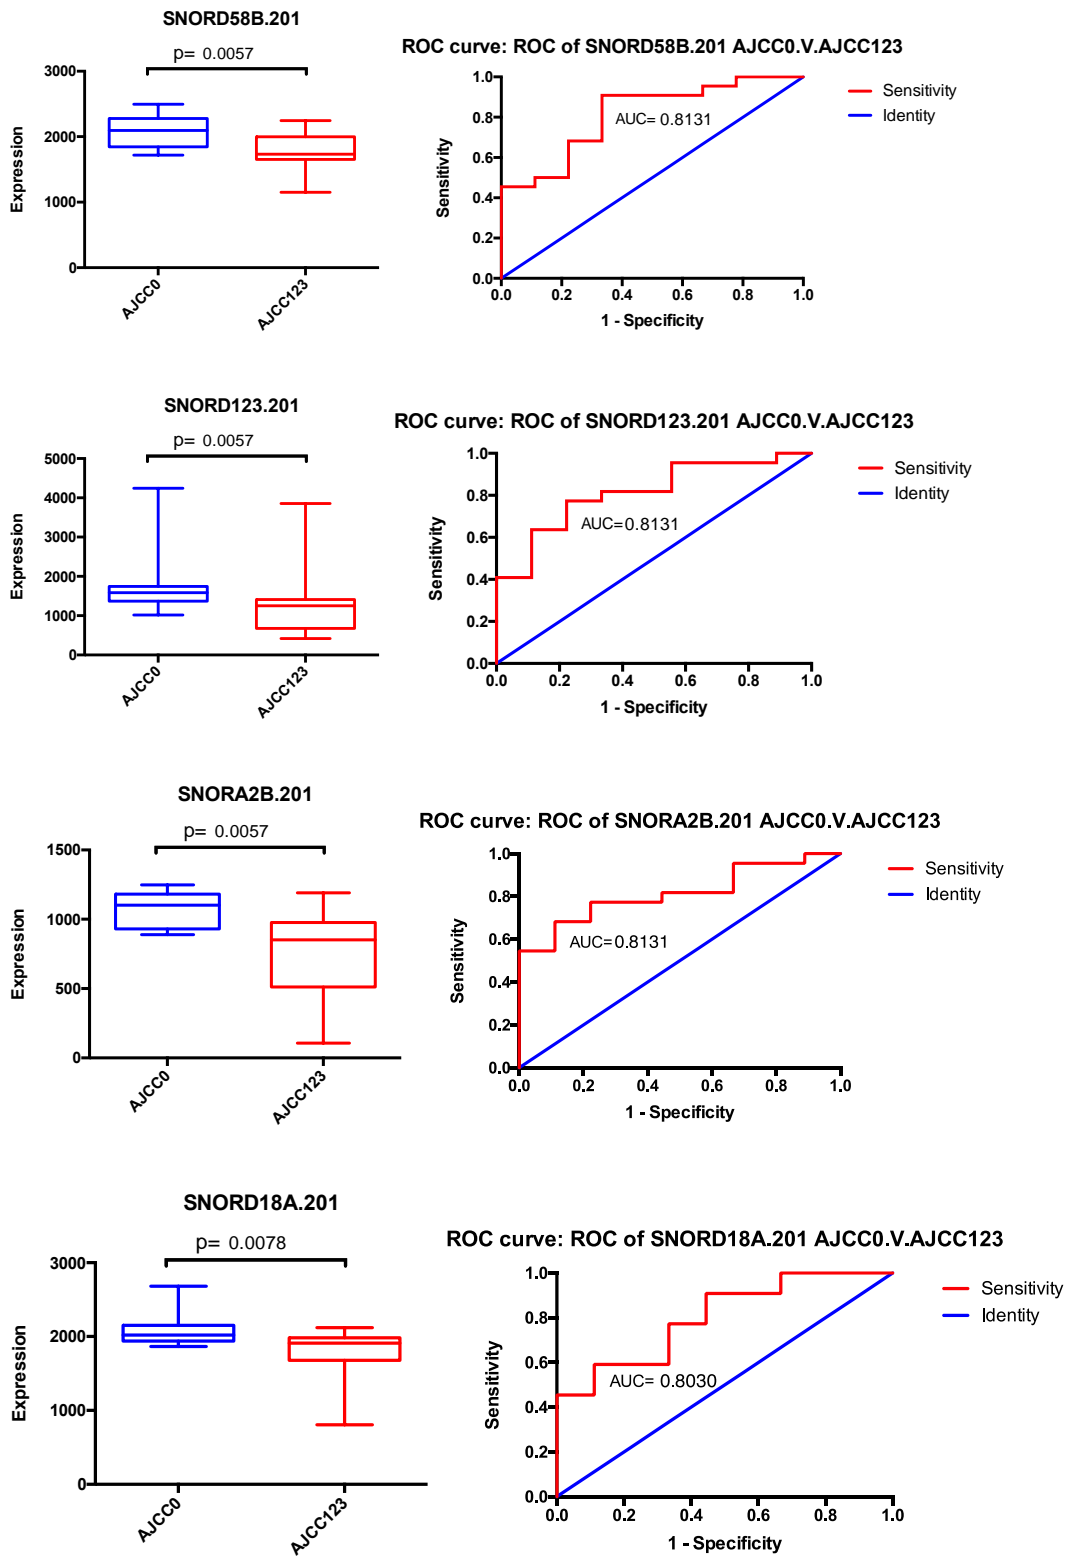 SNORD58B.201
p= 0.0057
3000
2000
1000
0
Expression
AJCC0
AJCC123
ROC curve: ROC of SNORD58B.201 AJCC0.V.AJCC123
1.0
0.8
0.6
0.4
0.2
0.0
Sensitivity
AUC= 0.8131
0.0 0.2 0.4 0.6 0.8 1.0
1 - Specificity
Sensitivity
Identity
SNORD123.201
p= 0.0057
5000
4000
3000
2000
1000
0
Expression
AJCC0
AJCC123
ROC curve: ROC of SNORD123.201 AJCC0.V.AJCC123
1.0
0.8
0.6
0.4
0.2
0.0
Sensitivity
AUC=0.8131
0.0 0.2 0.4 0.6 0.8 1.0
1 - Specificity
Sensitivity
Identity
SNORA2B.201
p= 0.0057
1500
1000
500
0
Expression
AJCC0
AJCC123
ROC curve: ROC of SNORA2B.201 AJCC0.V.AJCC123
1.0
0.8
0.6
0.4
0.2
0.0
Sensitivity
AUC=0.8131
0.0 0.2 0.4 0.6 0.8 1.0
1 - Specificity
Sensitivity
Identity
SNORD18A.201
p= 0.0078
3000
2000
1000
0
Expression
AJCC0
AJCC123
ROC curve: ROC of SNORD18A.201 AJCC0.V.AJCC123
1.0
0.8
0.6
0.4
0.2
0.0
Sensitivity
AUC= 0.8030
0.0 0.2 0.4 0.6 0.8 1.0
1 - Specificity
Sensitivity
Identity